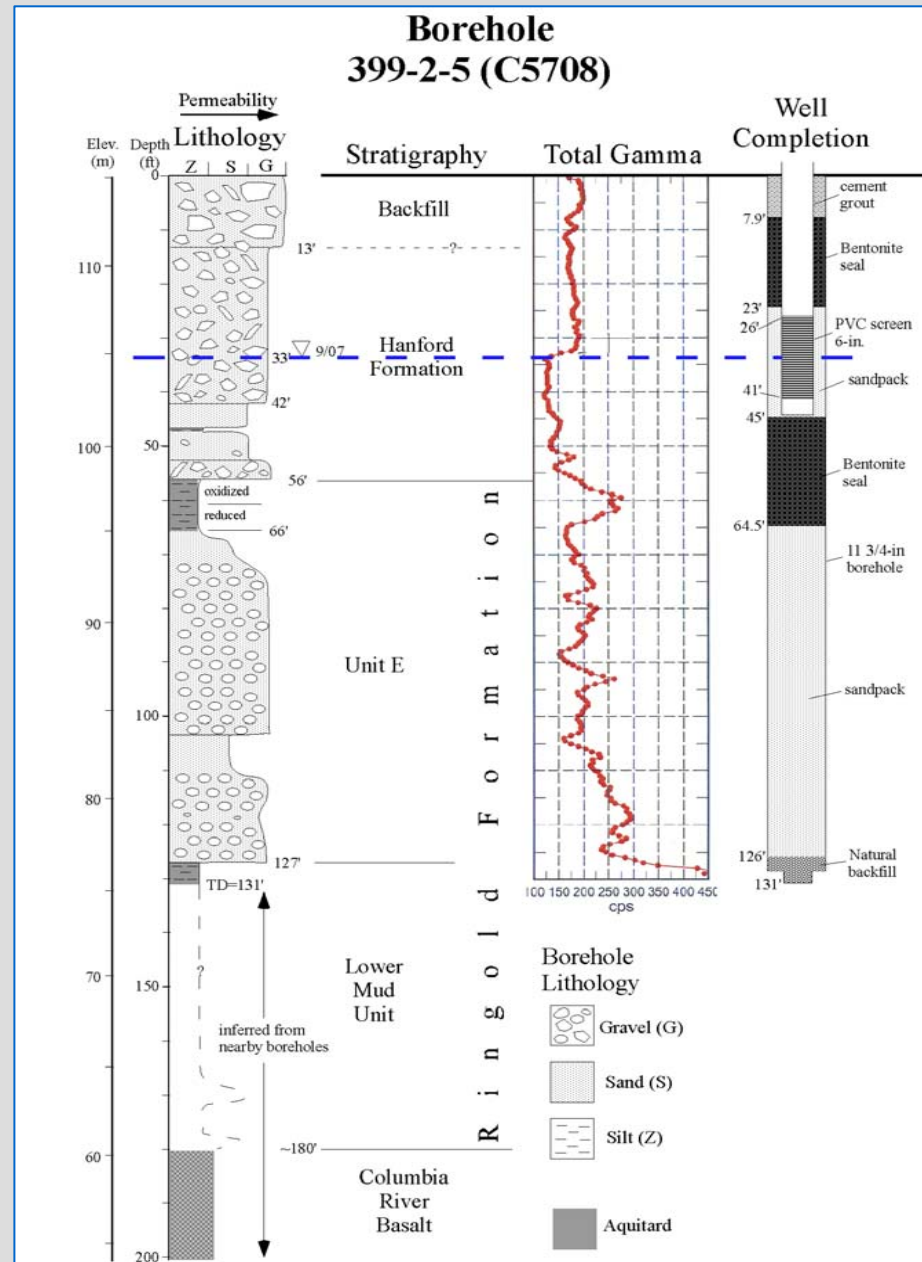 Borehole
399-2-5 (C5708)
Permeability
Lithology
Elev.
(m)
Depth
(ft)
Z S G
Stratigraphy
Total Gamma
Well
Completion
0
50
100
150
200
110
100
90
80
70
60
Backfill
13'
?
Hanford
Formation
9/07
33'
42'
56'
oxidized
reduced
66'
Unit E
127'
TD=131'
?
inferred from
nearby boreholes
Lower
Mud
Unit
~180'
Columbia
River
Basalt
Ringold Formation
100 150 200 250 300 350 400 450
cps
cement
grout
7.9'
Bentonite
seal
23'
26'
PVC screen
6-in.
41'
sandpack
45'
Bentonite
seal
64.5'
11 3/4-in
borehole
sandpack
126'
Natural
backfill
131'
Borehole
Lithology
Gravel (G)
Sand (S)
Silt (Z)
Aquitard